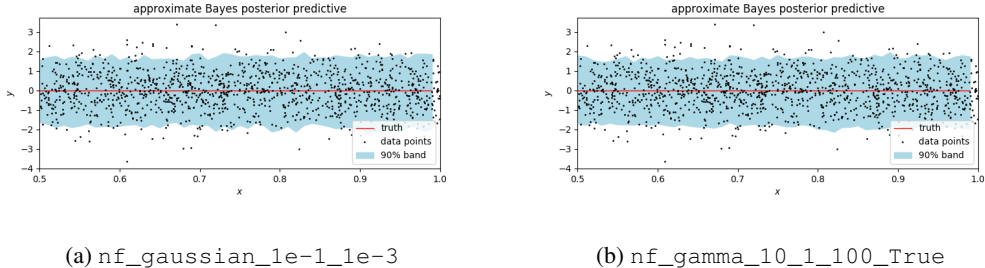 approximate Bayes posterior predictive
3
2
1
0
−1
−2
−3
−4
y
0.5
0.6
0.7
0.8
0.9
1.0
x
truth
data points
90% band
approximate Bayes posterior predictive
3
2
1
0
−1
−2
−3
−4
y
0.5
0.6
0.7
0.8
0.9
1.0
x
truth
data points
90% band
(a) nf_gaussian_1e-1_1e-3
(b) nf_gamma_10_1_100_True